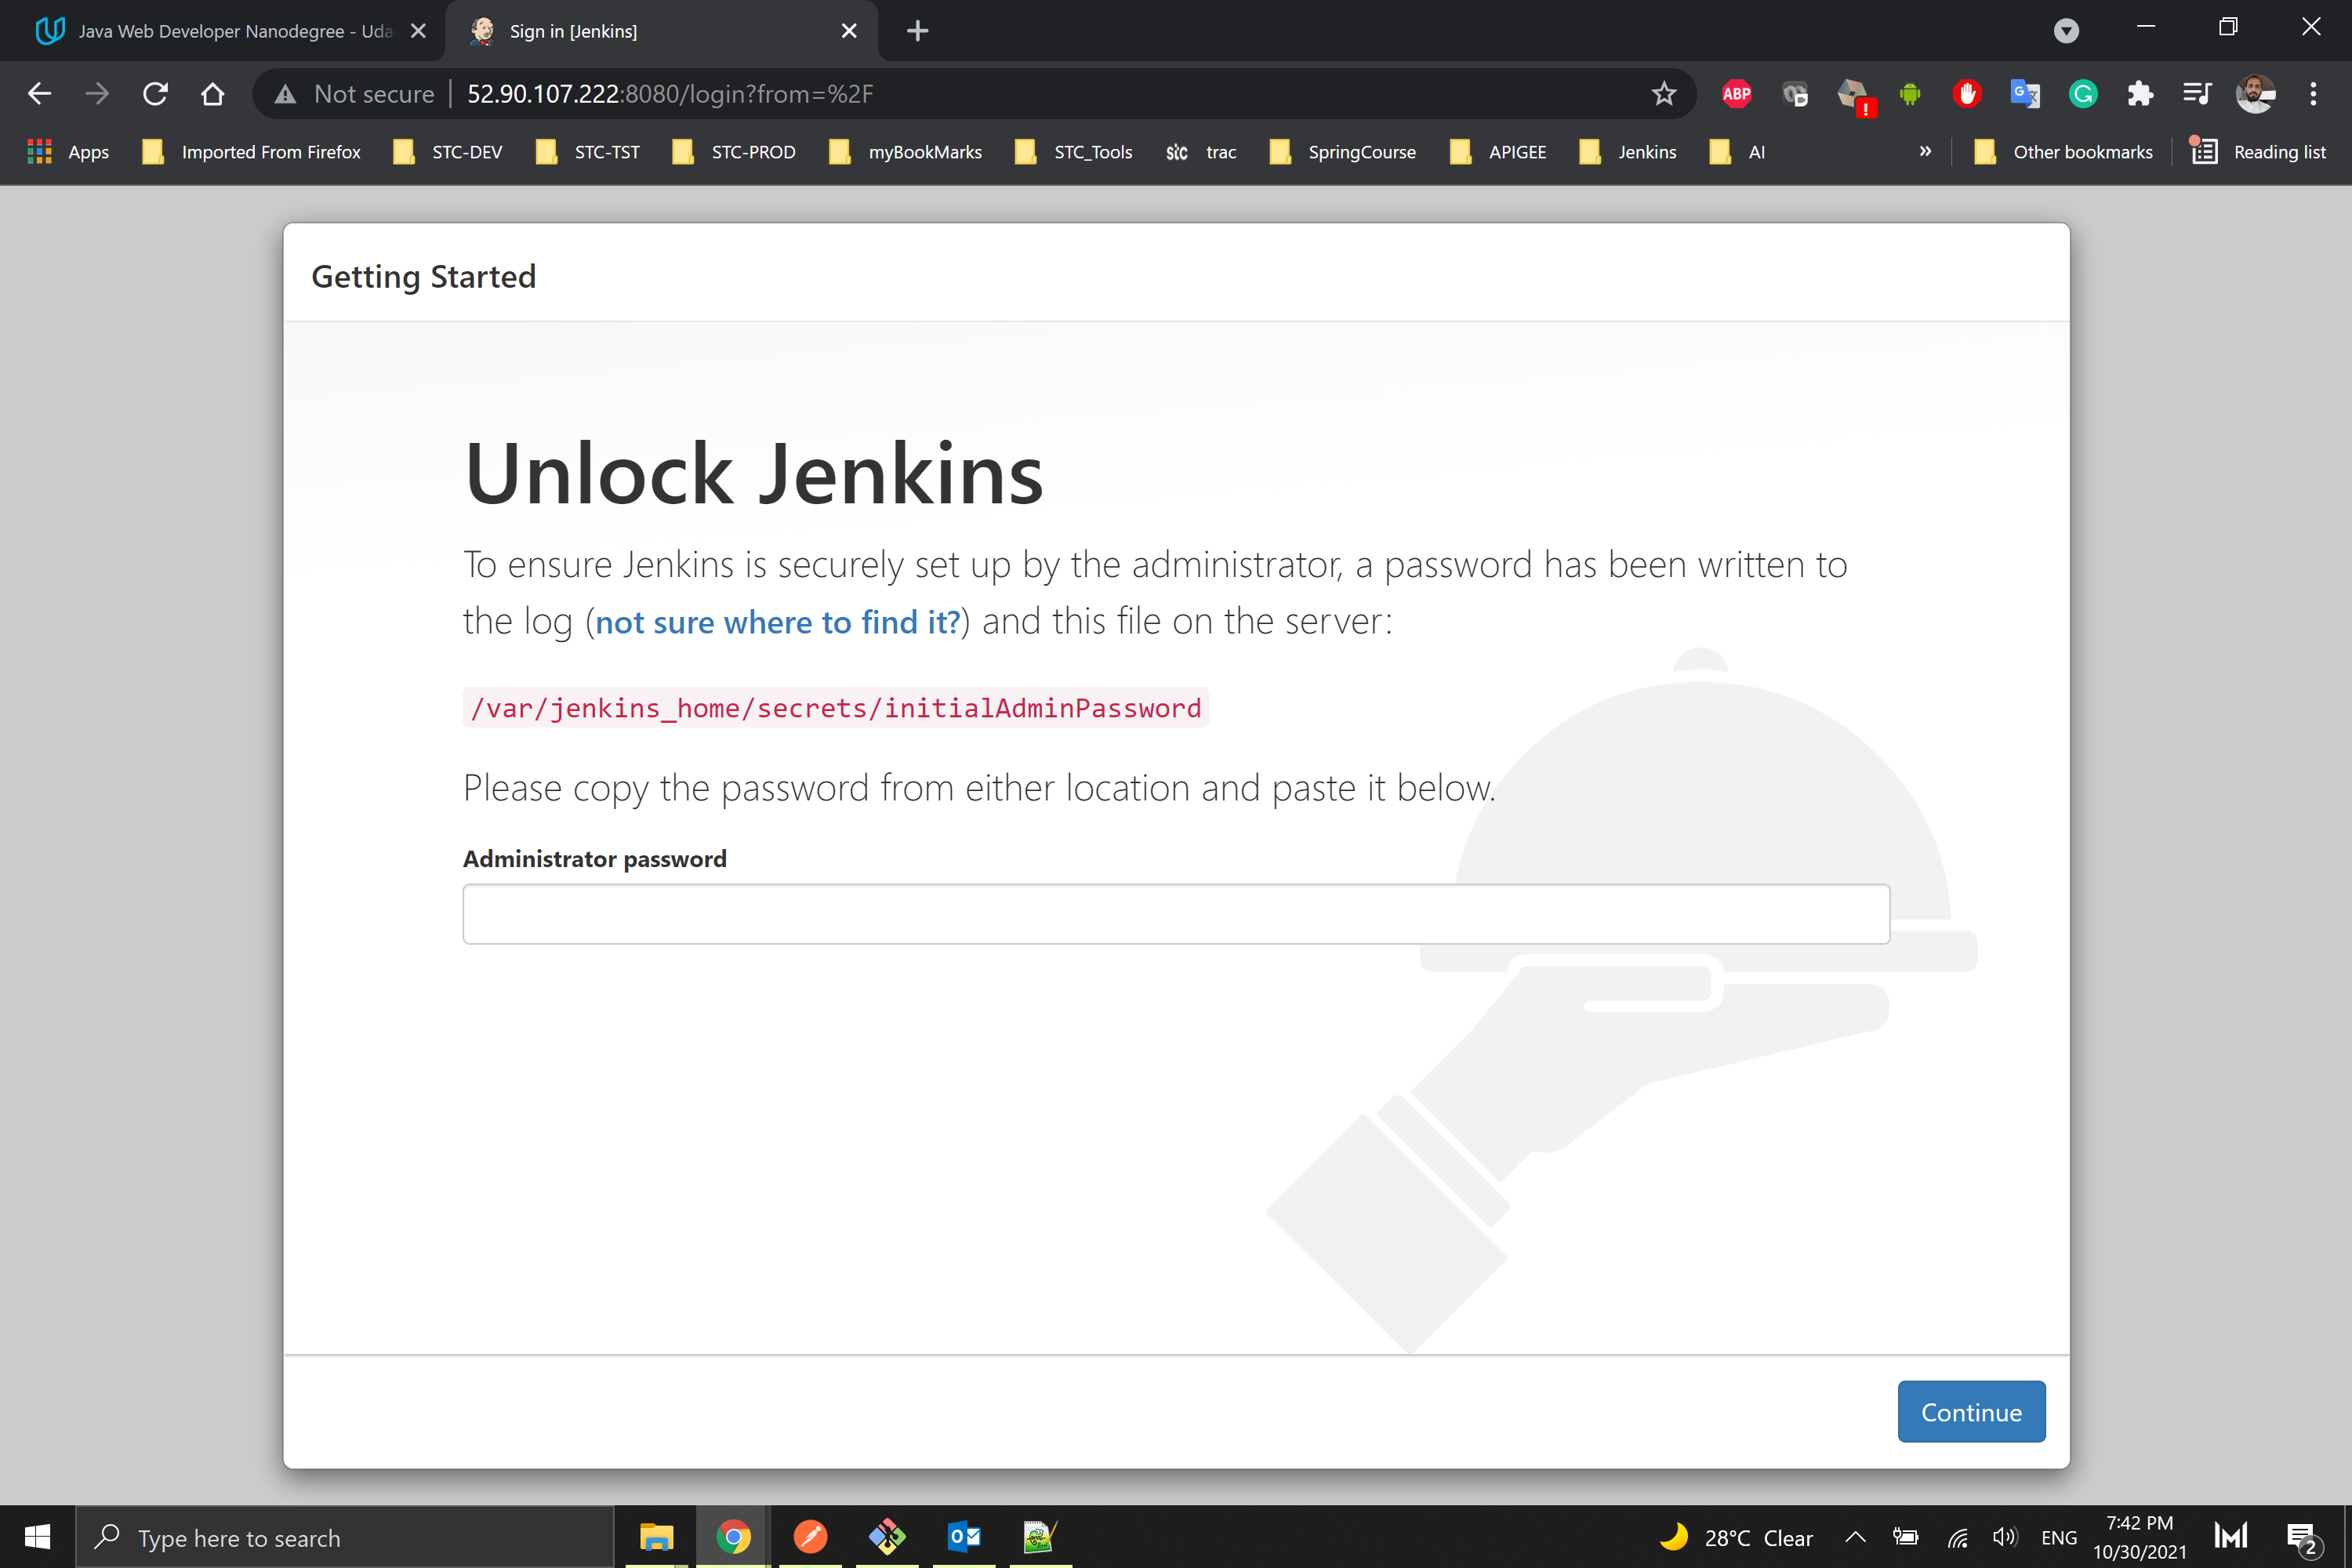 Java Web Developer Nanodegree - Uda
Sign in [Jenkins]
Not secure
52.90.107.222:8080/login?from=%2F
ABP
Apps
Imported From Firefox
STC-DEV
STC-TST
STC-PROD
myBookMarks
STC_Tools
stc
trac
SpringCourse
APIGEE
Jenkins
AI
»
Other bookmarks
Reading list
Getting Started
Unlock Jenkins
To ensure Jenkins is securely set up by the administrator, a password has been written to
the log (not sure where to find it?) and this file on the server:
/var/jenkins_home/secrets/initialAdminPassword
Please copy the password from either location and paste it below.
Administrator password
Continue
Type here to search
28°C Clear
ENG
7:42 PM
10/30/2021
2